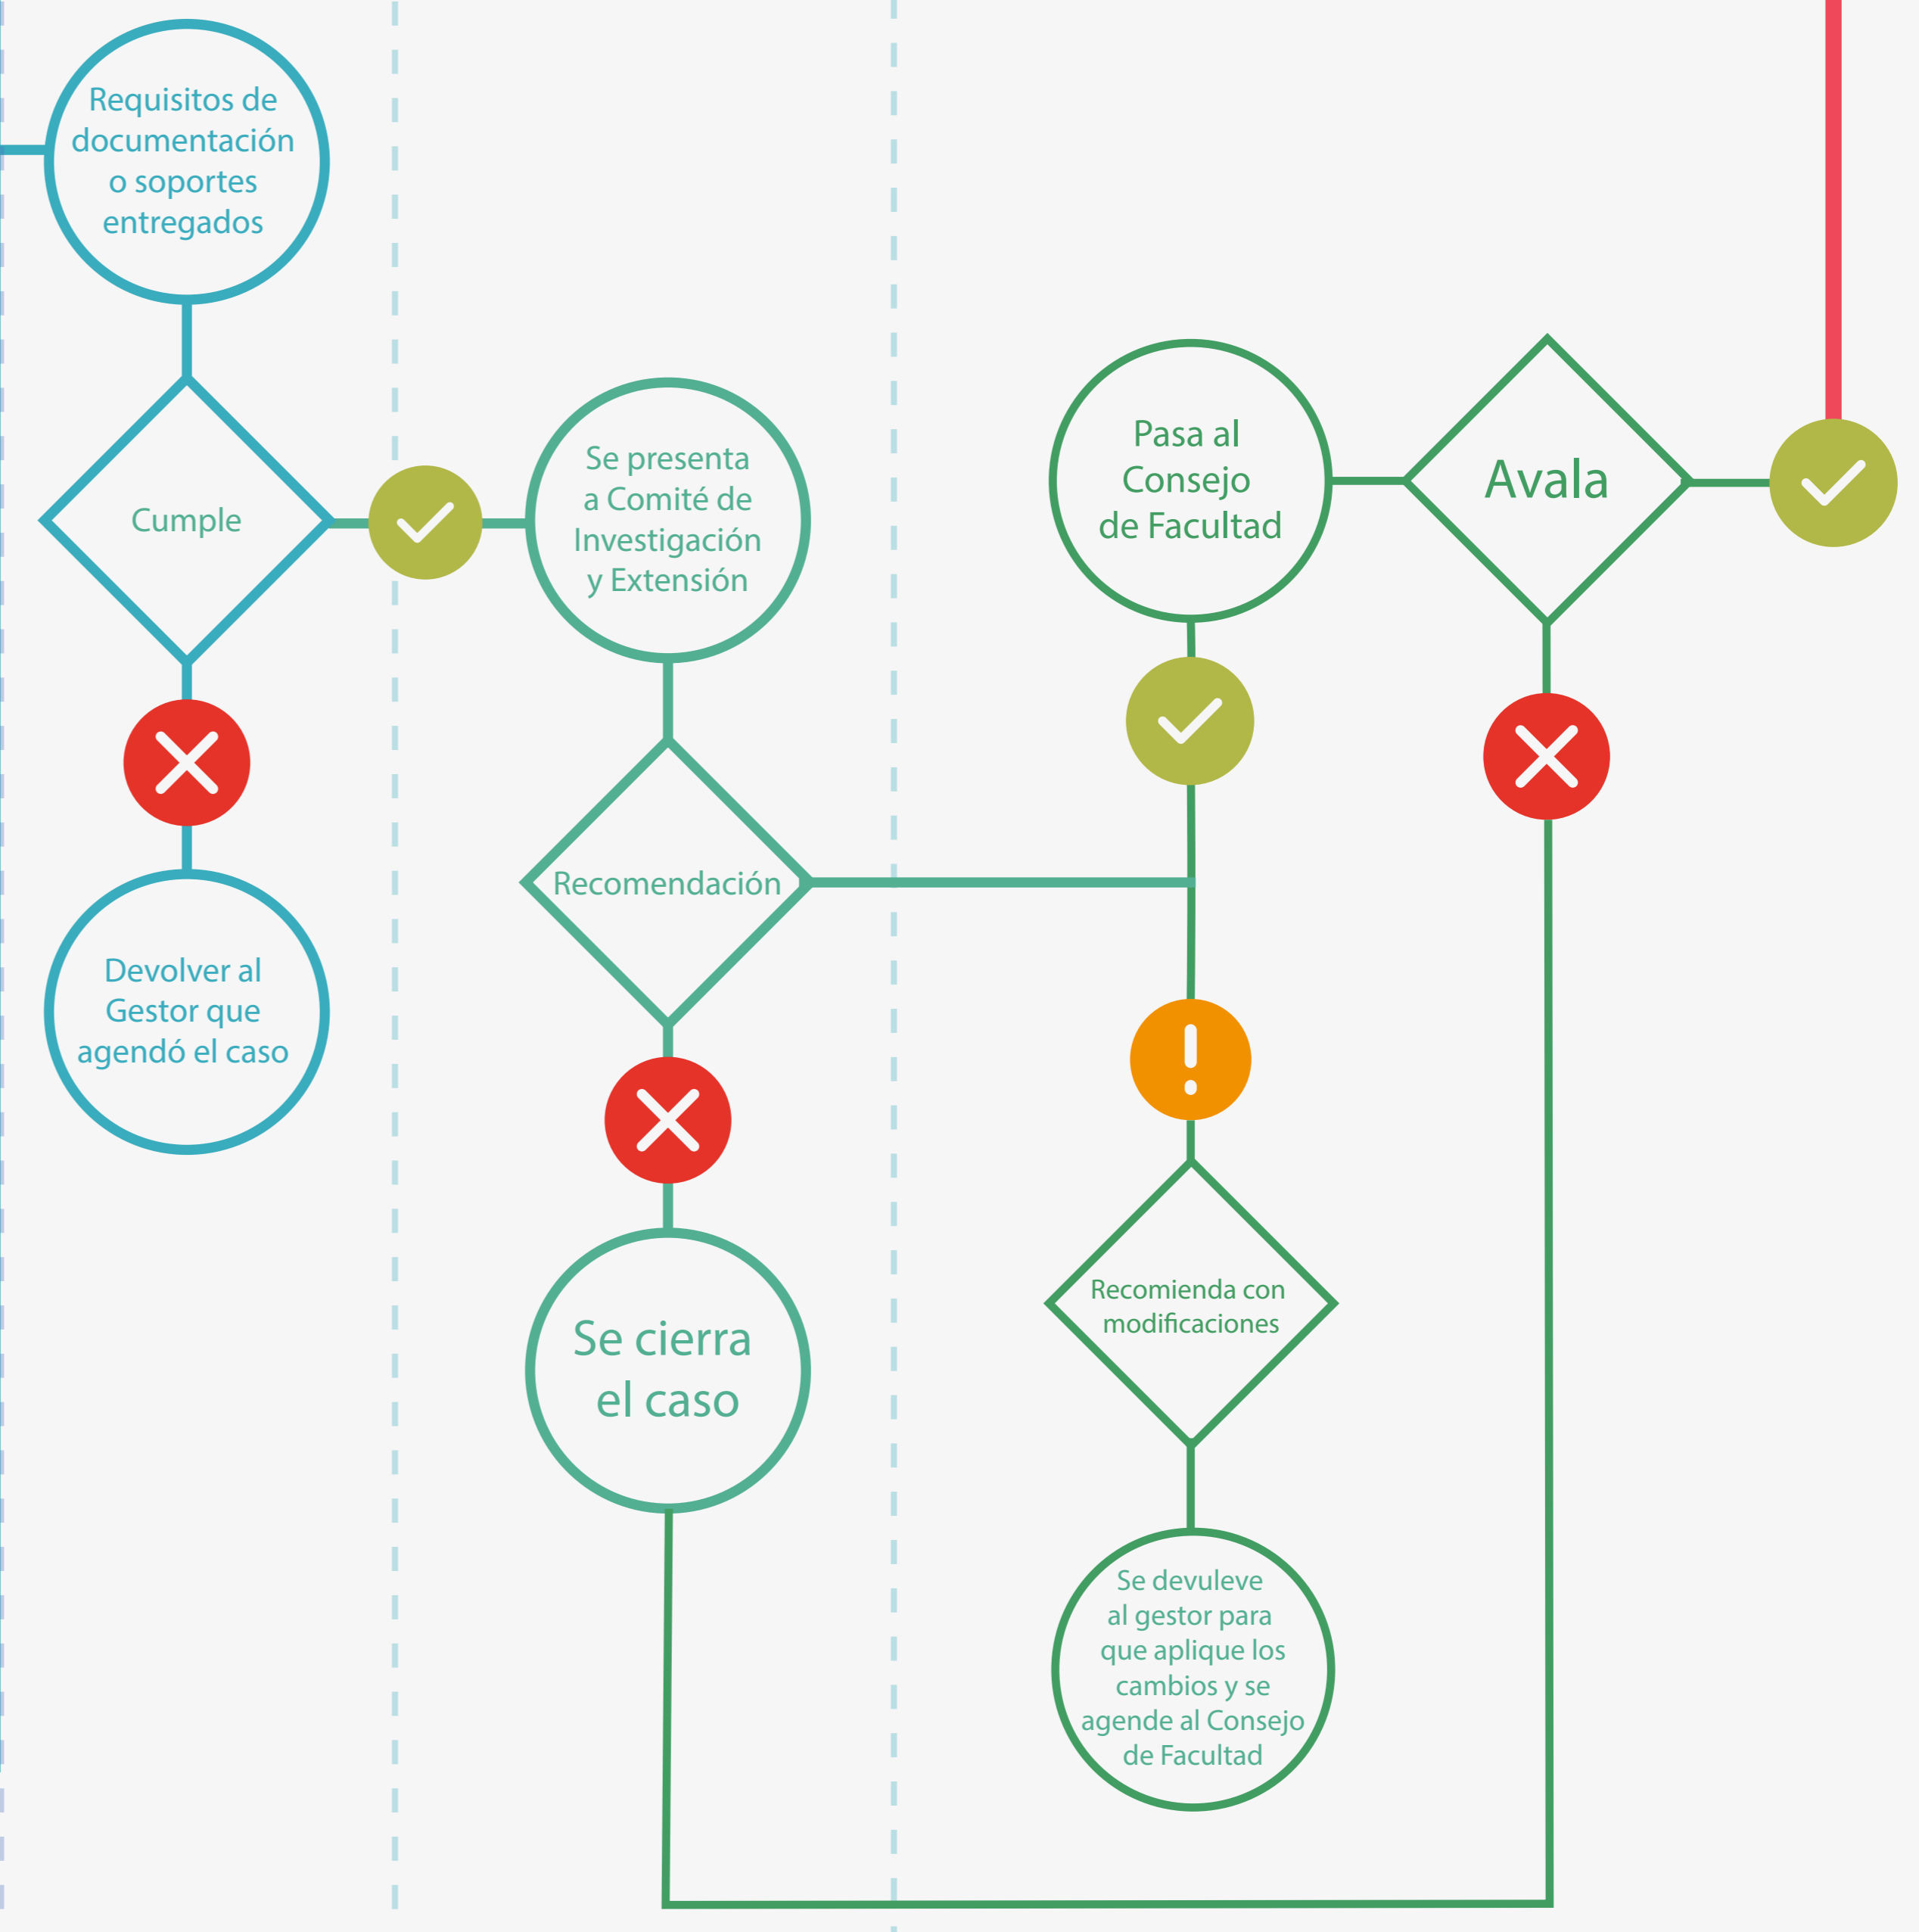 Requisitos de
documentación
o soportes
entregados
Cumple
Devolver al
Gestor que
agendó el caso
Se presenta
a Comité de
Investigación
y Extensión
Recomendación
Se cierra
el caso
Pasa al
Consejo
de Facultad
Avala
Recomienda con
modificaciones
Se devuleve
al gestor para
que aplique los
cambios y se
agende al Consejo
de Facultad